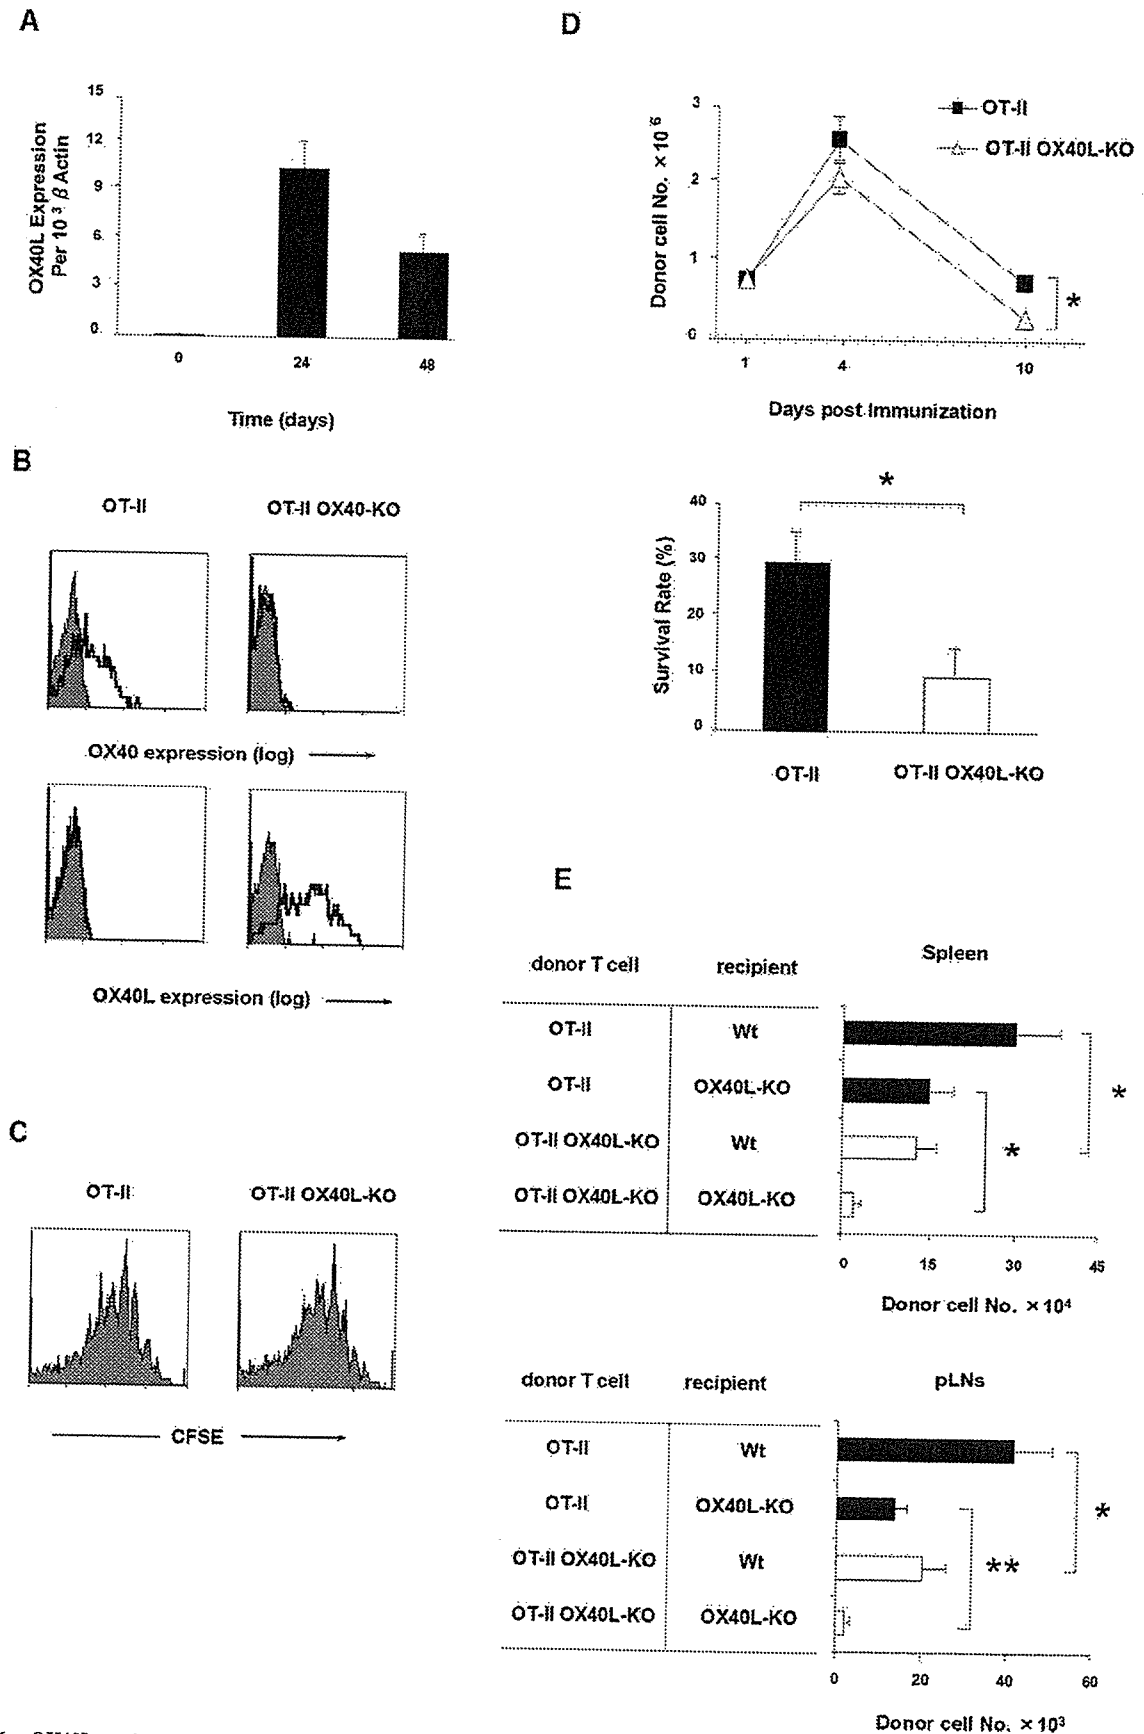 A
15
12
9
6
3
0
OX40L Expression
Per 10³ β Actin
0
24
48
Time (days)
B
OT-II
OT-II OX40-KO
OX40 expression (log)
OX40L expression (log)
C
OT-II
OT-II OX40L-KO
CFSE
D
3
2
1
0
Donor cell No. ×10⁶
OT-II
OT-II OX40L-KO
*
1
4
10
Days post Immunization
*
40
30
20
10
0
Survival Rate (%)
OT-II
OT-II OX40L-KO
E
donor T cell
recipient
Spleen
OT-II
Wt
OT-II
OX40L-KO
OT-II OX40L-KO
Wt
OT-II OX40L-KO
OX40L-KO
*
*
0
15
30
45
Donor cell No. ×10⁴
donor T cell
recipient
pLNs
OT-II
Wt
OT-II
OX40L-KO
OT-II OX40L-KO
Wt
OT-II OX40L-KO
OX40L-KO
*
**
0
20
40
60
Donor cell No. ×10³